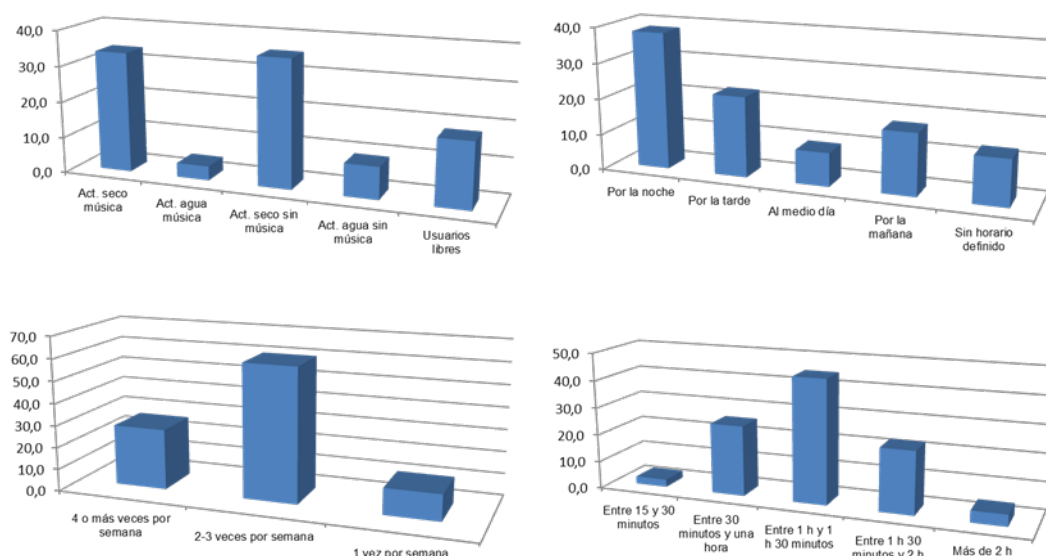 40,0
30,0
20,0
10,0
0,0
Act. seco
música
Act. agua
música
Act. seco sin
música
Act. agua sin
música
Usuarios
libres
40,0
30,0
20,0
10,0
0,0
Por la noche
Por la tarde
Al medio día
Por la
mañana
Sin horario
definido
70,0
60,0
50,0
40,0
30,0
20,0
10,0
0,0
4 o más veces por
semana
2-3 veces por semana
1 vez por semana
50,0
40,0
30,0
20,0
10,0
0,0
Entre 15 y 30
minutos
Entre 30
minutos y una
hora
Entre 1 h y 1
h 30 minutos
Entre 1 h 30
minutos y 2 h
Más de 2 h